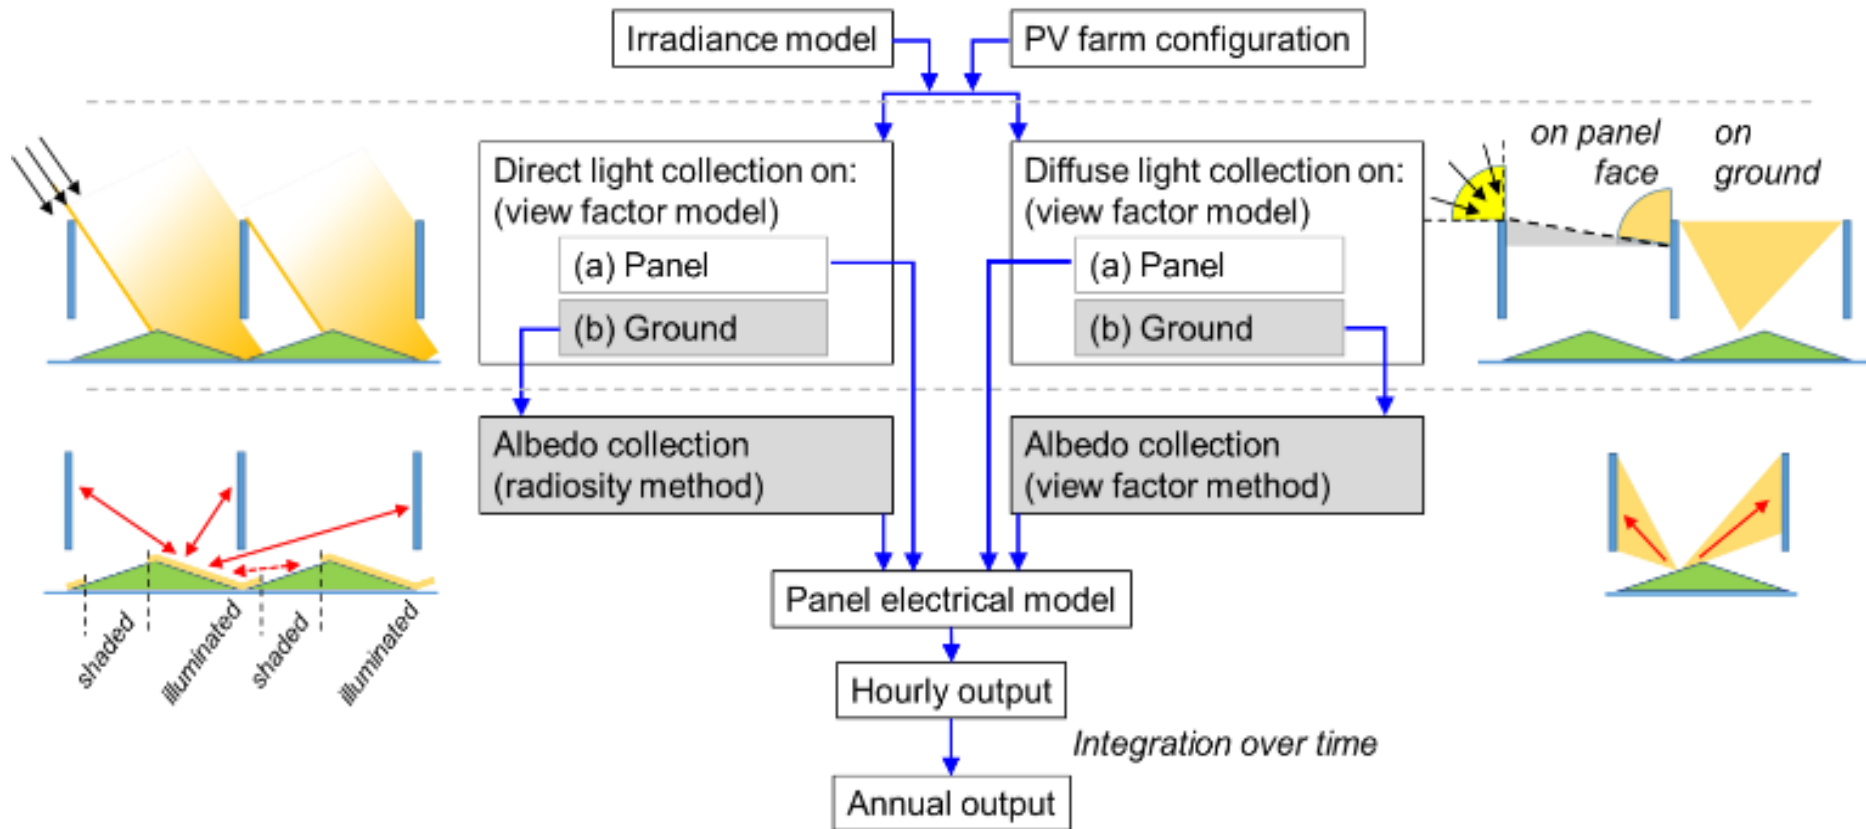 Irradiance model
PV farm configuration
Direct light collection on:
(view factor model)
(a) Panel
(b) Ground
Diffuse light collection on:
(view factor model)
(a) Panel
(b) Ground
on panel
face
on
ground
Albedo collection
(radiosity method)
Albedo collection
(view factor method)
shaded
illuminated
shaded
illuminated
Panel electrical model
Hourly output
Integration over time
Annual output